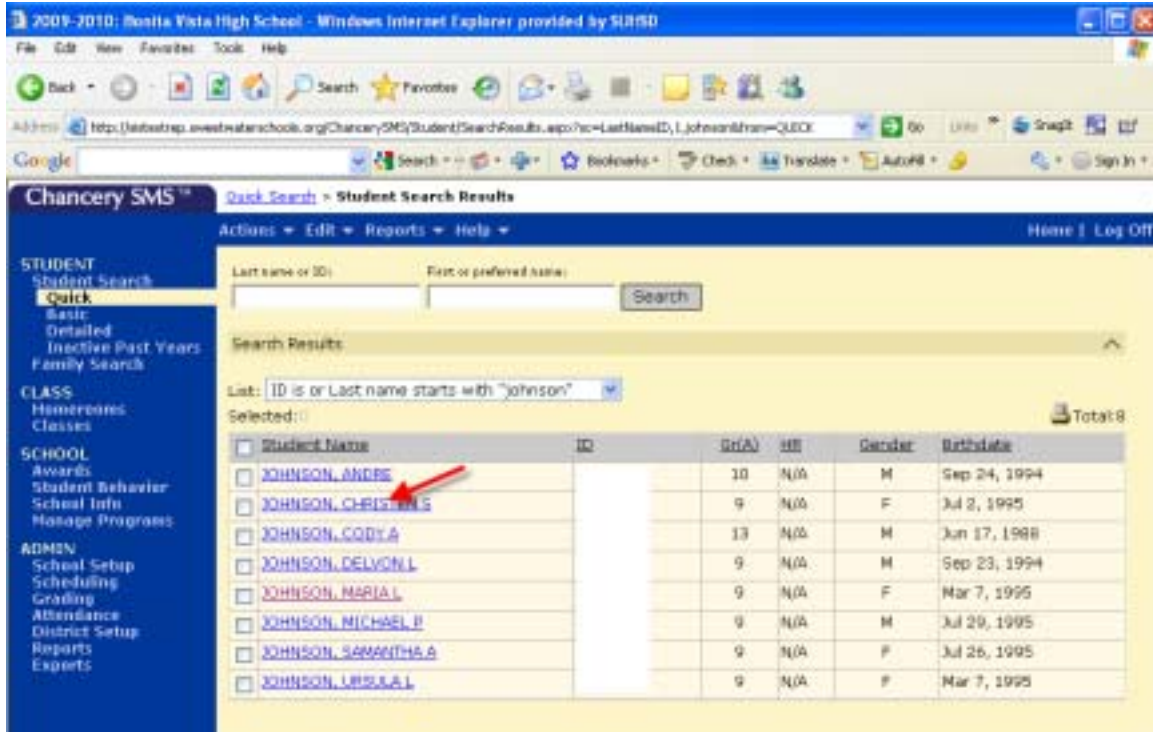 2009-2010: Bonita Vista High School - Windows Internet Explorer provided by SUHSD
File Edit View Favorites Tools Help
Back Search Favorites
Address Go Links SnagIt
Google Search Bookmarks Check Translate AutoFill Sign In
Chancery SMS™ Quick Search > Student Search Results
Actions Edit Reports Help Home | Log Off
STUDENT
Student Search
Quick
Basic
Detailed
Inactive Past Years
Family Search
CLASS
Homerooms
Classes
SCHOOL
Awards
Student Behavior
School Info
Manage Programs
ADMIN
School Setup
Scheduling
Grading
Attendance
District Setup
Reports
Exports
Last name or ID: First or preferred name:
Search
Search Results
List: ID is or Last name starts with "johnson"
Selected:0 Total:8
Student Name ID Gr(A) HR Gender Birthdate
JOHNSON, ANDRE 10 N/A M Sep 24, 1994
JOHNSON, S 9 N/A F Jul 2, 1995
JOHNSON, CODY A 13 N/A M Jun 17, 1988
JOHNSON, DELVON L 9 N/A M Sep 23, 1994
JOHNSON, MARIA L 9 N/A F Mar 7, 1995
JOHNSON, MICHAEL P 9 N/A M Jul 29, 1995
JOHNSON, SAMANTHA A 9 N/A F Jul 26, 1995
JOHNSON, URSULA L 9 N/A F Mar 7, 1995